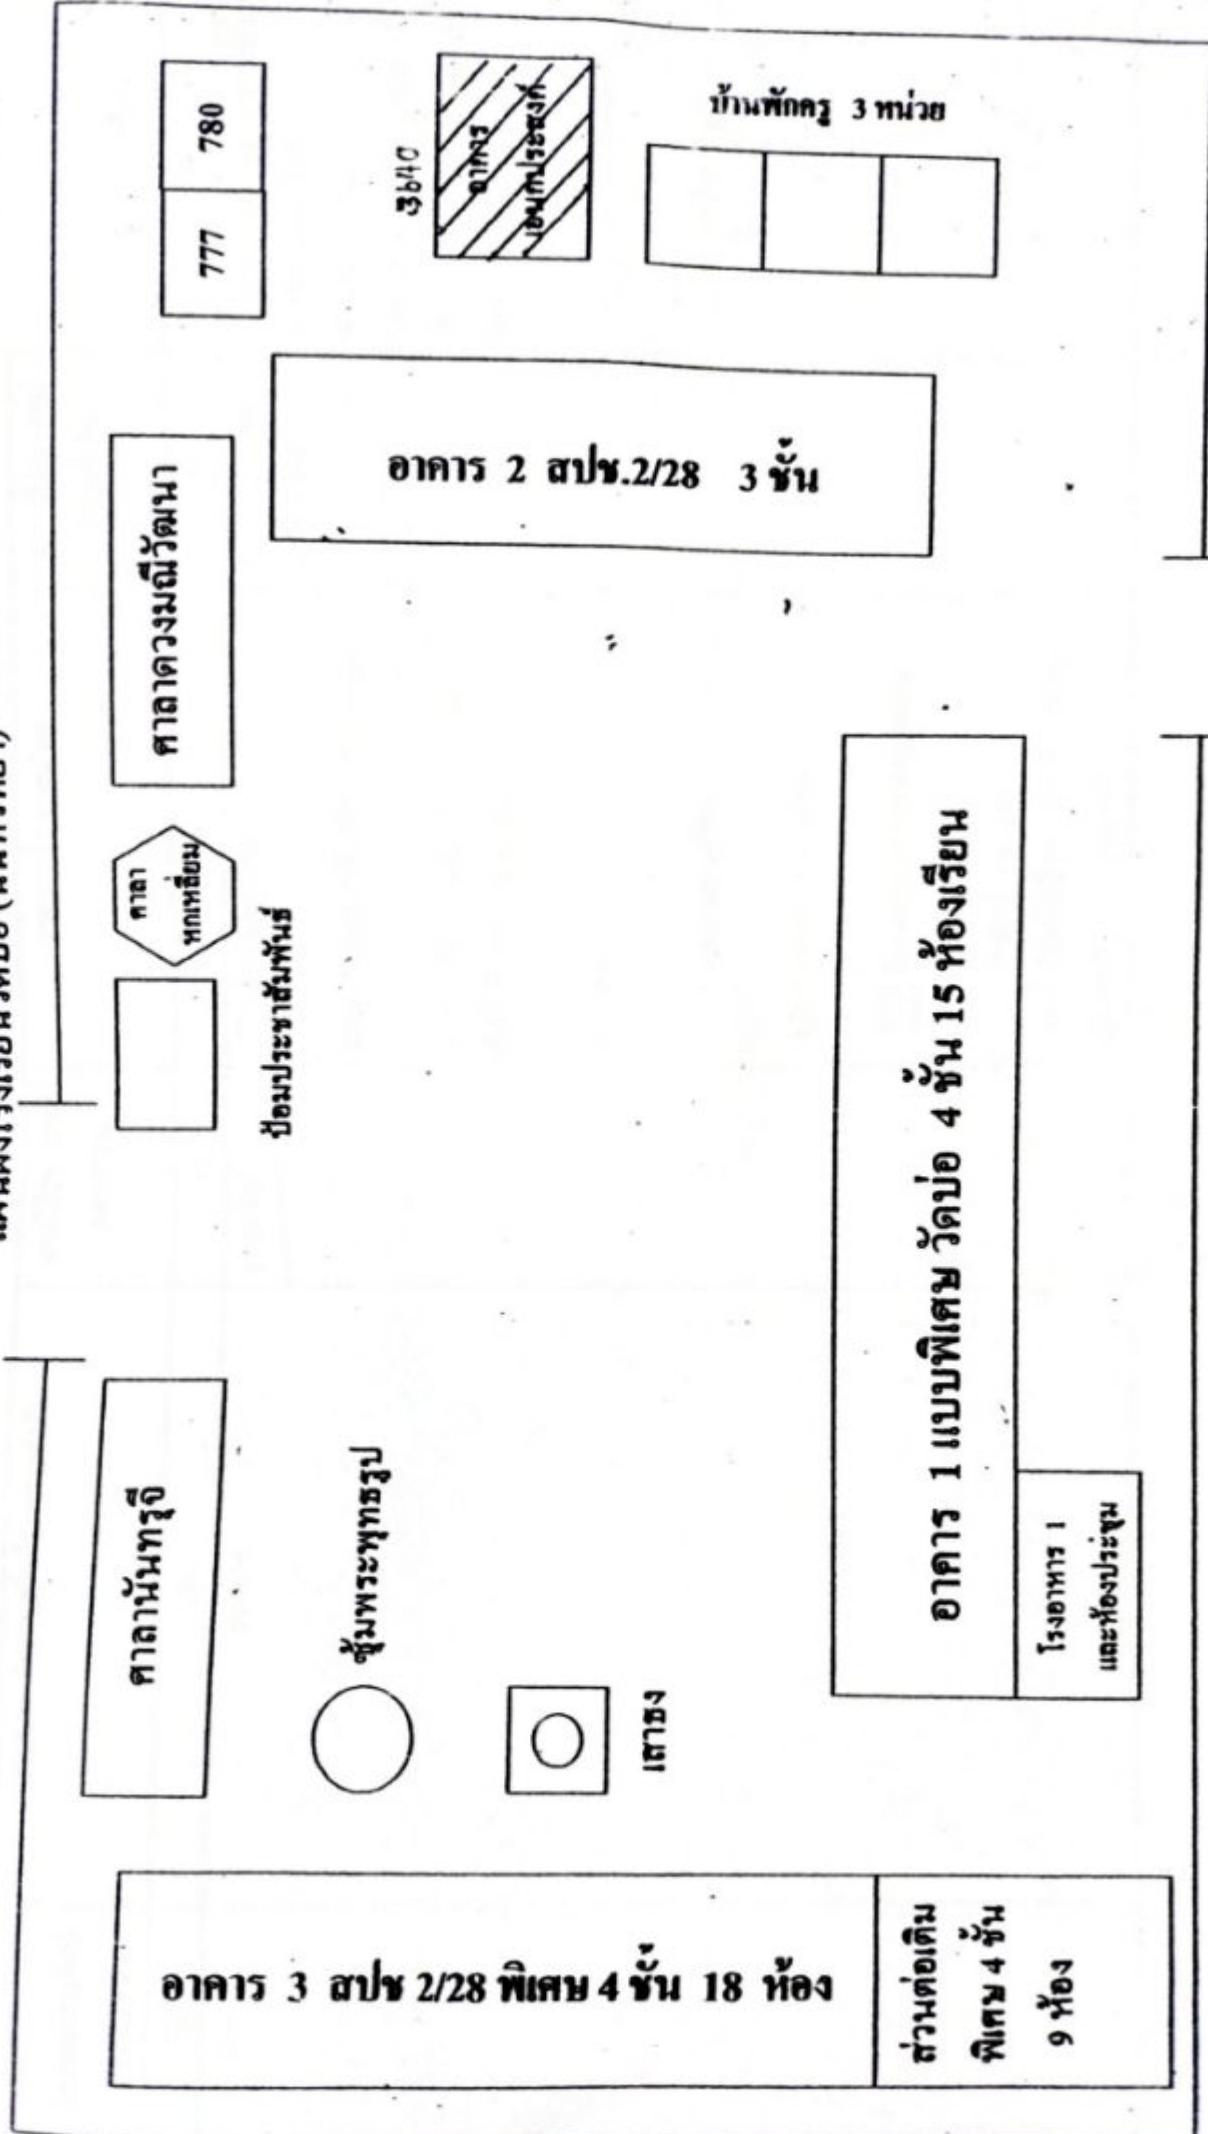 780
777
3640
อาคาร
เอนกประสงค์
บ้านพักครู 3 หน่วย
อาคาร 2 สปช.2/28 3 ชั้น
ศาลาดวงมณีวัฒนา
ศาลา
หกเหลี่ยม
ป้อมประชาสัมพันธ์
อาคาร 1 แบบพิเศษ วัดบ่อ 4 ชั้น 15 ห้องเรียน
โรงอาหาร 1
และห้องประชุม
ศาลานันทรุจี
ซุ้มพระพุทธรูป
เสาธง
อาคาร 3 สปช 2/28 พิเศษ 4 ชั้น 18 ห้อง
ส่วนต่อเติม
พิเศษ 4 ชั้น
9 ห้อง